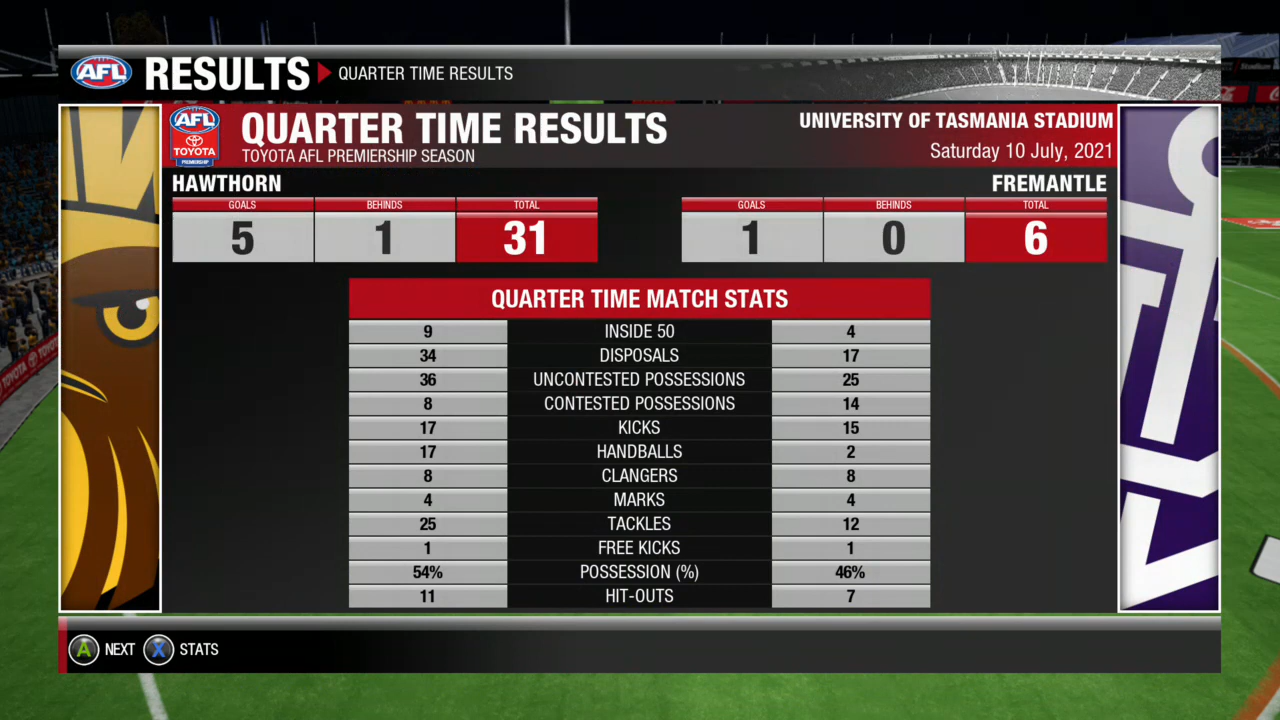 AFL RESULTS QUARTER TIME RESULTS
AFL TOYOTA PREMIERSHIP
QUARTER TIME RESULTS
TOYOTA AFL PREMIERSHIP SEASON
UNIVERSITY OF TASMANIA STADIUM
Saturday 10 July, 2021
HAWTHORN FREMANTLE
GOALS BEHINDS TOTAL GOALS BEHINDS TOTAL
5 1 31 1 0 6
QUARTER TIME MATCH STATS
9 INSIDE 50 4
34 DISPOSALS 17
36 UNCONTESTED POSSESSIONS 25
8 CONTESTED POSSESSIONS 14
17 KICKS 15
17 HANDBALLS 2
8 CLANGERS 8
4 MARKS 4
25 TACKLES 12
1 FREE KICKS 1
54% POSSESSION (%) 46%
11 HIT-OUTS 7
A NEXT X STATS
TOYOTA